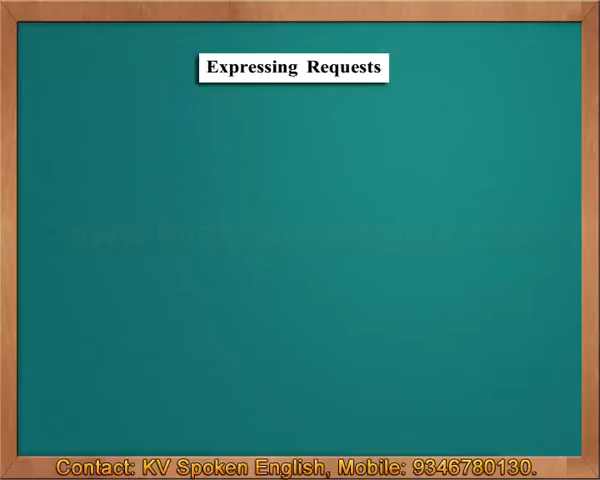 Expressing Requests
Contact: KV Spoken English, Mobile: 9346780130.